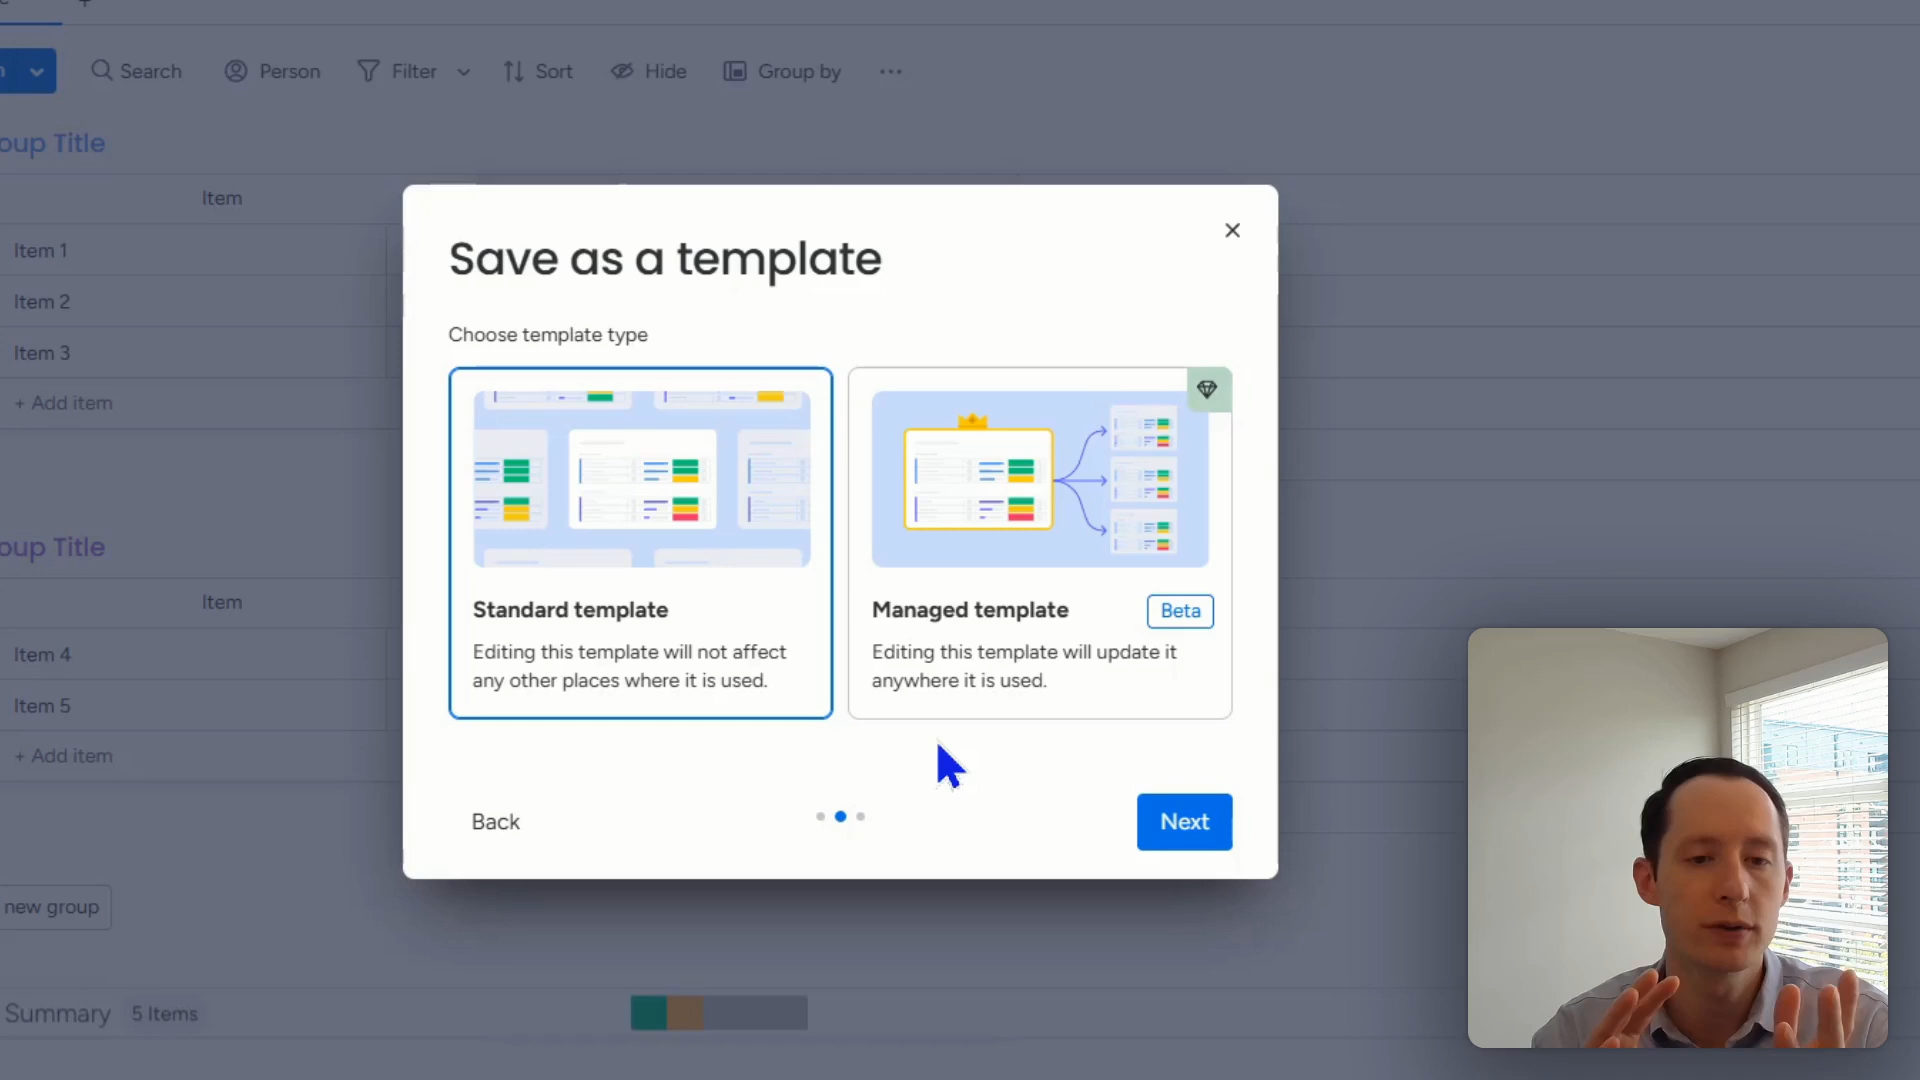 Search
Person
Filter
Sort
Hide
Group by
oup Title
Item
Item 1
Item 2
Item 3
+ Add item
oup Title
Item
Item 4
Item 5
+ Add item
new group
Summary
5 Items
Save as a template
Choose template type
Standard template
Editing this template will not affect
any other places where it is used.
Managed template
Beta
Editing this template will update it
anywhere it is used.
Back
Next